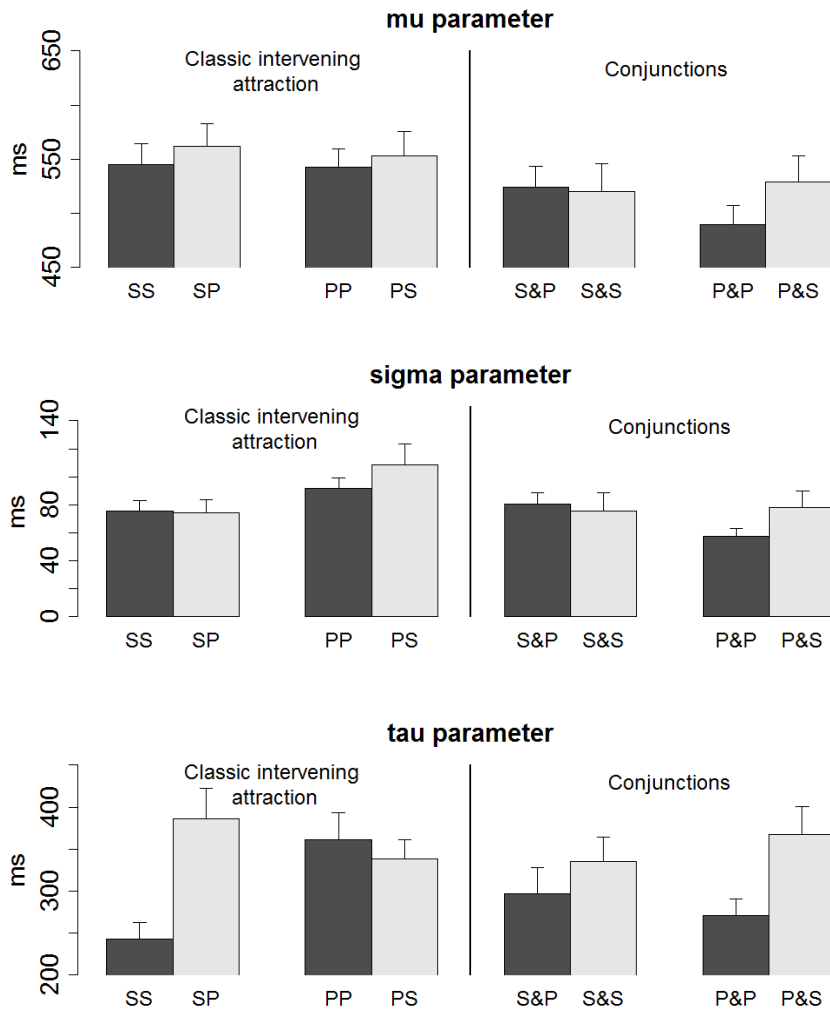 mu parameter
Classic intervening
attraction
Conjunctions
ms
650
550
450
SS SP PP PS S&P S&S P&P P&S
sigma parameter
Classic intervening
attraction
Conjunctions
ms
140
80
40
0
SS SP PP PS S&P S&S P&P P&S
tau parameter
Classic intervening
attraction
Conjunctions
ms
400
300
200
SS SP PP PS S&P S&S P&P P&S